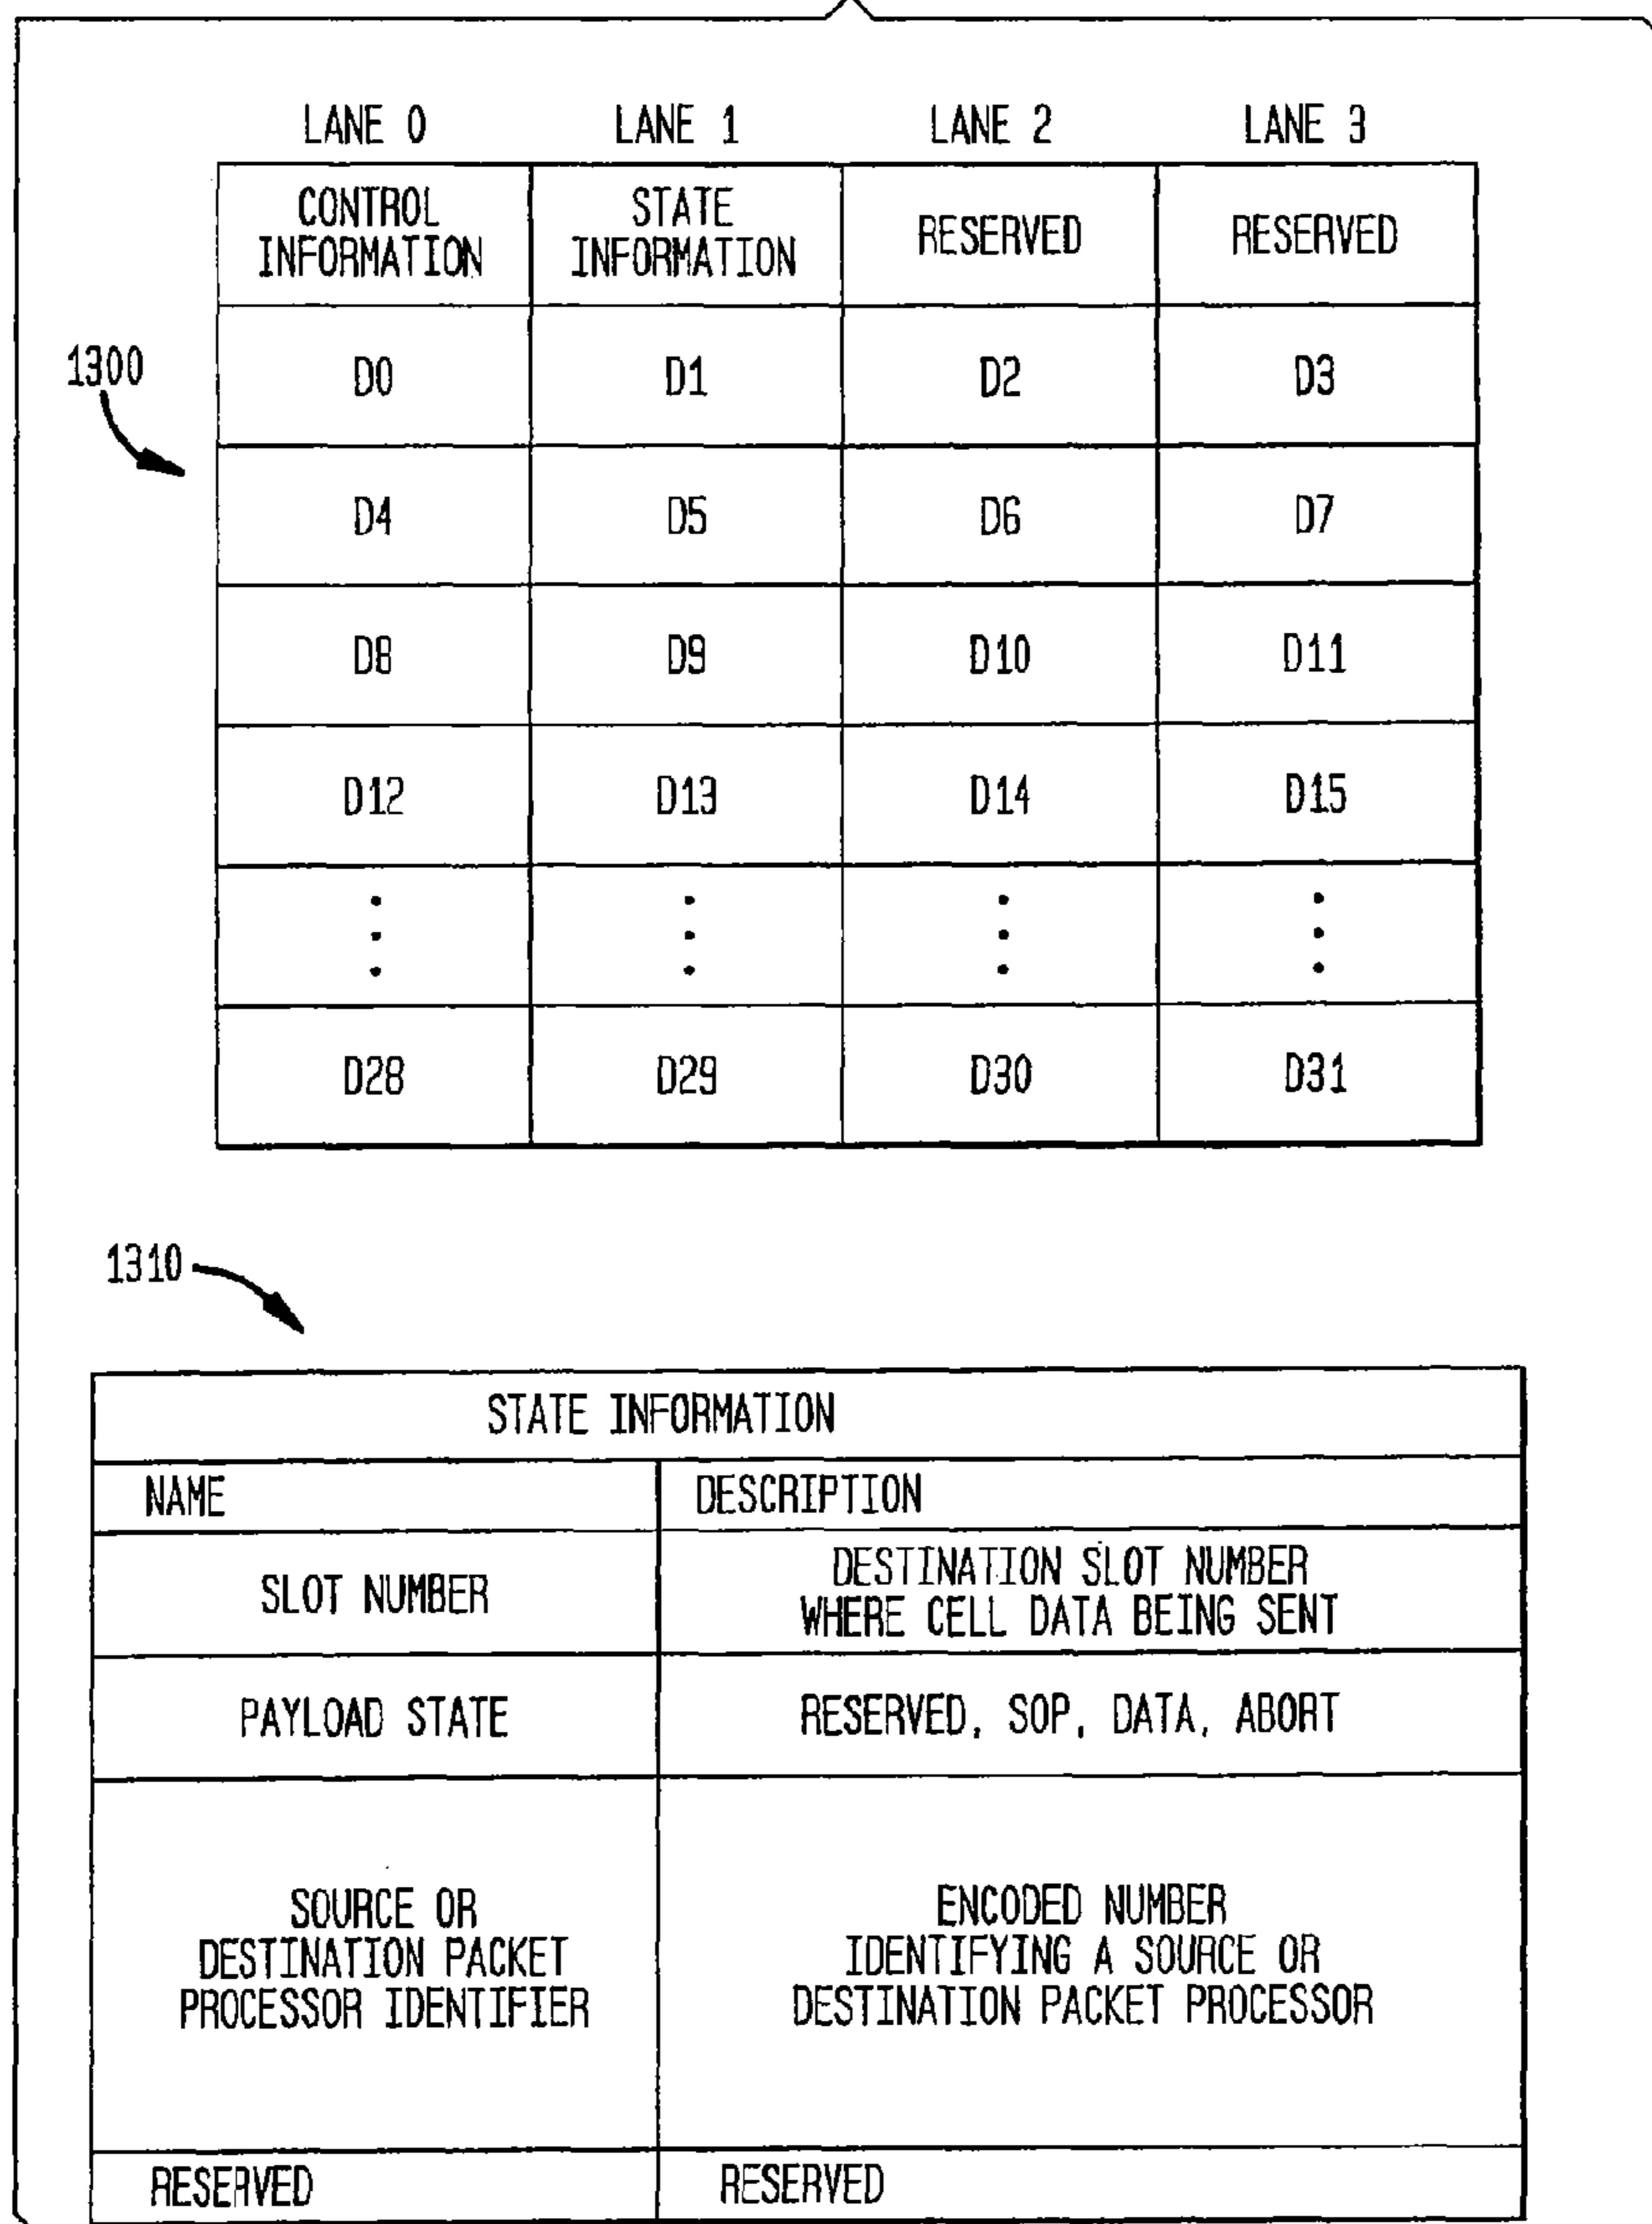 LANE 0 LANE 1 LANE 2 LANE 3
CONTROL INFORMATION STATE INFORMATION RESERVED RESERVED
1300
D0 D1 D2 D3
D4 D5 D6 D7
D8 D9 D10 D11
D12 D13 D14 D15
D28 D29 D30 D31
1310
STATE INFORMATION
NAME DESCRIPTION
SLOT NUMBER
DESTINATION SLOT NUMBER
WHERE CELL DATA BEING SENT
PAYLOAD STATE
RESERVED, SOP, DATA, ABORT
SOURCE OR
DESTINATION PACKET
PROCESSOR IDENTIFIER
ENCODED NUMBER
IDENTIFYING A SOURCE OR
DESTINATION PACKET PROCESSOR
RESERVED RESERVED